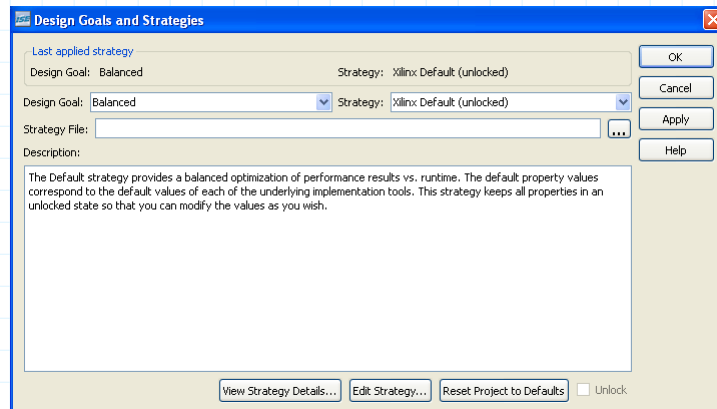 ISE Design Goals and Strategies
Last applied strategy
Design Goal: Balanced Strategy: Xilinx Default (unlocked)
OK
Cancel
Design Goal: Balanced Strategy: Xilinx Default (unlocked)
Apply
Strategy File: ...
Help
Description:
The Default strategy provides a balanced optimization of performance results vs. runtime. The default property values
correspond to the default values of each of the underlying implementation tools. This strategy keeps all properties in an
unlocked state so that you can modify the values as you wish.
View Strategy Details... Edit Strategy... Reset Project to Defaults Unlock